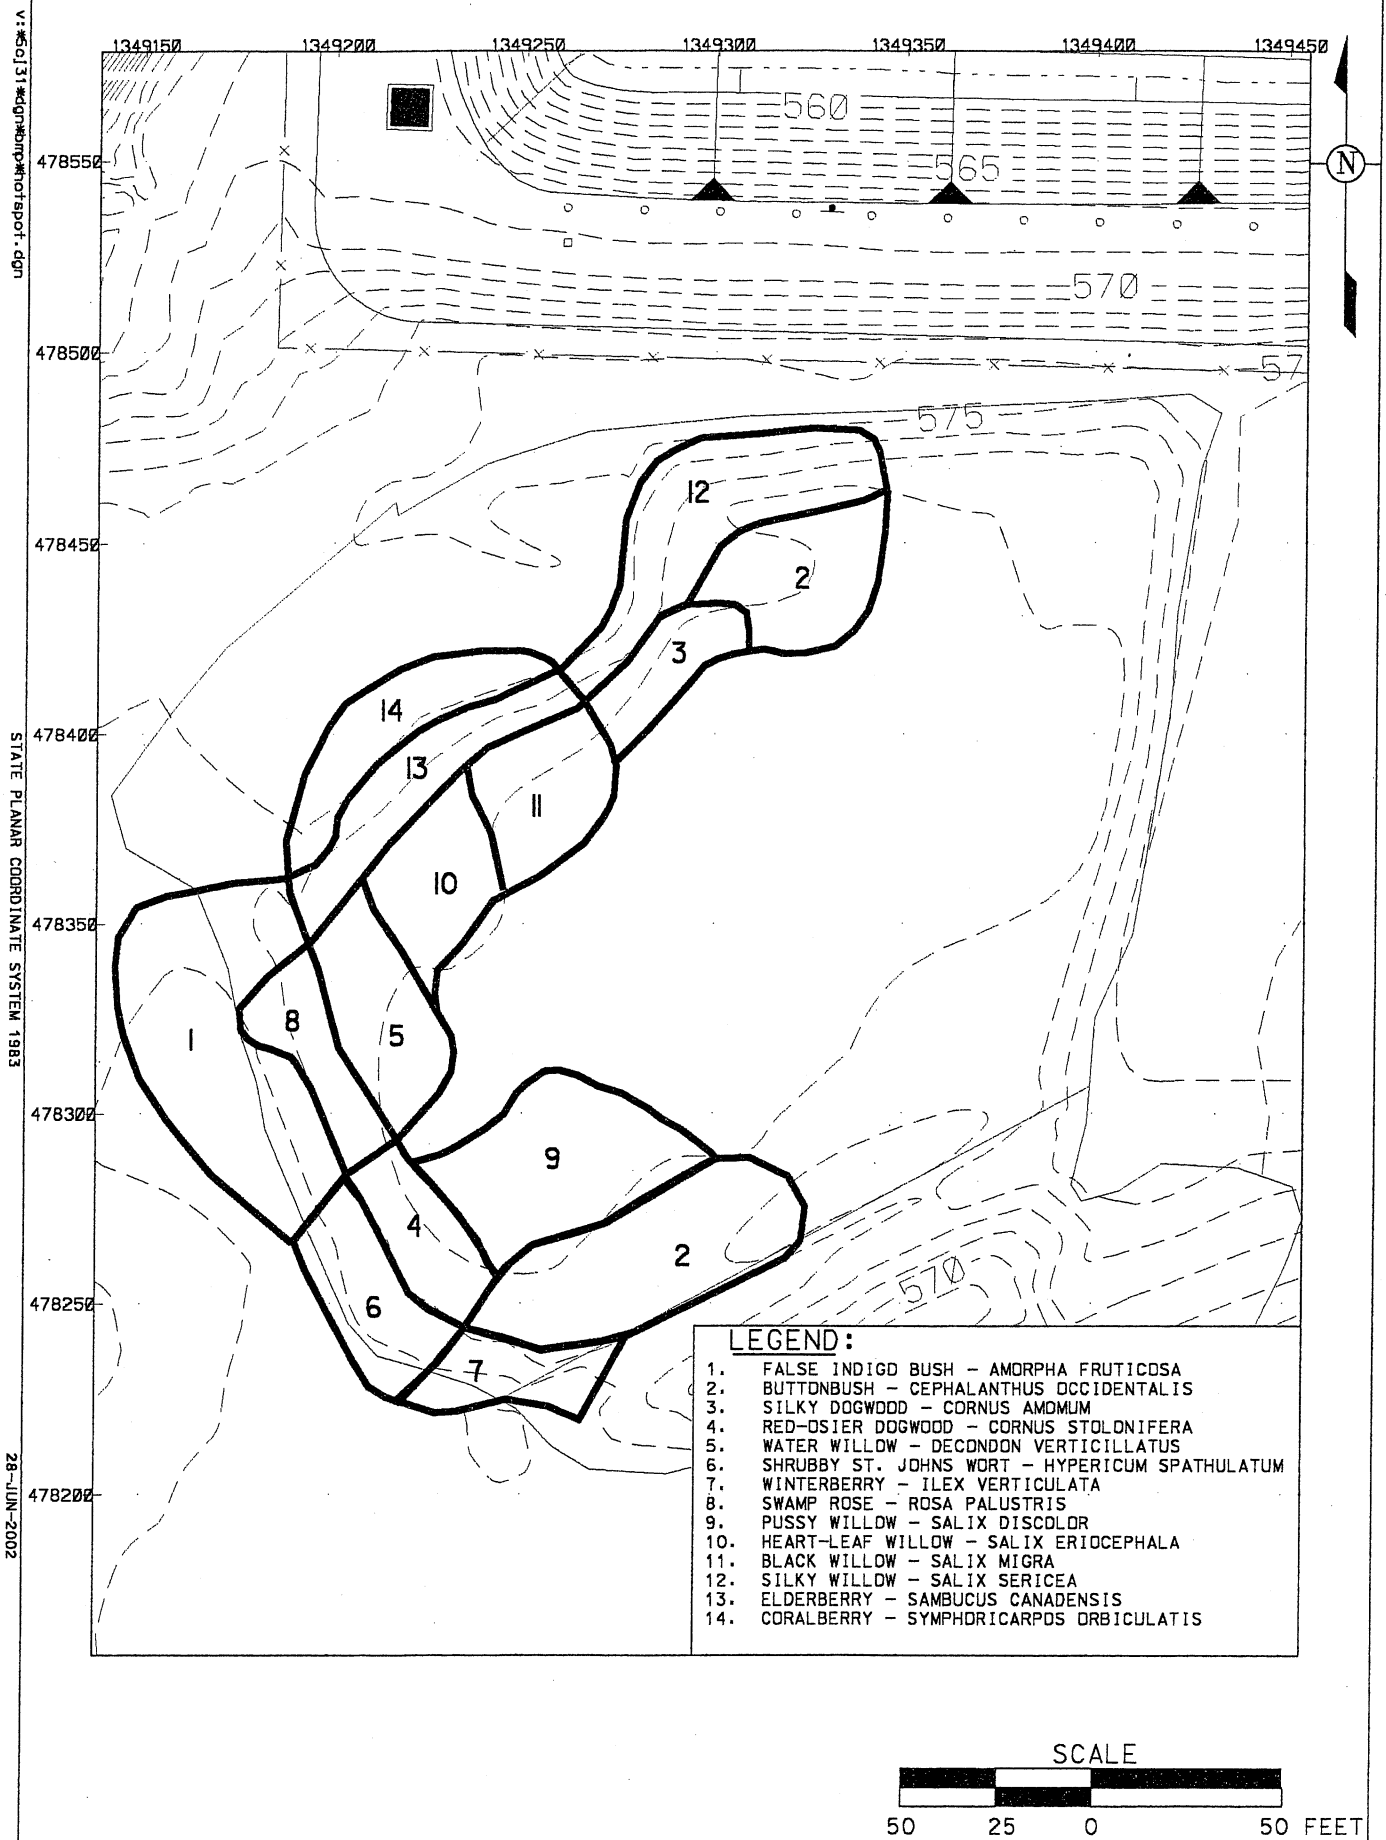 1349150 1349200 1349250 1349300 1349350 1349400 1349450
v:*5cj31*dgn*bmp*hotspot.dgn
560
478550
565
N
570
478500
57
575
12
478450
2
3
14
STATE PLANAR COORDINATE SYSTEM 1983
478400
13
11
10
478350
8
1
5
478300
9
4
2
570
478250
6
7
LEGEND:
1. FALSE INDIGO BUSH – AMORPHA FRUTICOSA
2. BUTTONBUSH – CEPHALANTHUS OCCIDENTALIS
3. SILKY DOGWOOD – CORNUS AMOMUM
4. RED-OSIER DOGWOOD – CORNUS STOLONIFERA
5. WATER WILLOW – DECONDON VERTICILLATUS
6. SHRUBBY ST. JOHNS WORT – HYPERICUM SPATHULATUM
7. WINTERBERRY – ILEX VERTICULATA
8. SWAMP ROSE – ROSA PALUSTRIS
9. PUSSY WILLOW – SALIX DISCOLOR
10. HEART-LEAF WILLOW – SALIX ERIOCEPHALA
11. BLACK WILLOW – SALIX MIGRA
12. SILKY WILLOW – SALIX SERICEA
13. ELDERBERRY – SAMBUCUS CANADENSIS
14. CORALBERRY – SYMPHORICARPOS ORBICULATIS
478200
28-JUN-2002
SCALE
50 25 0 50 FEET